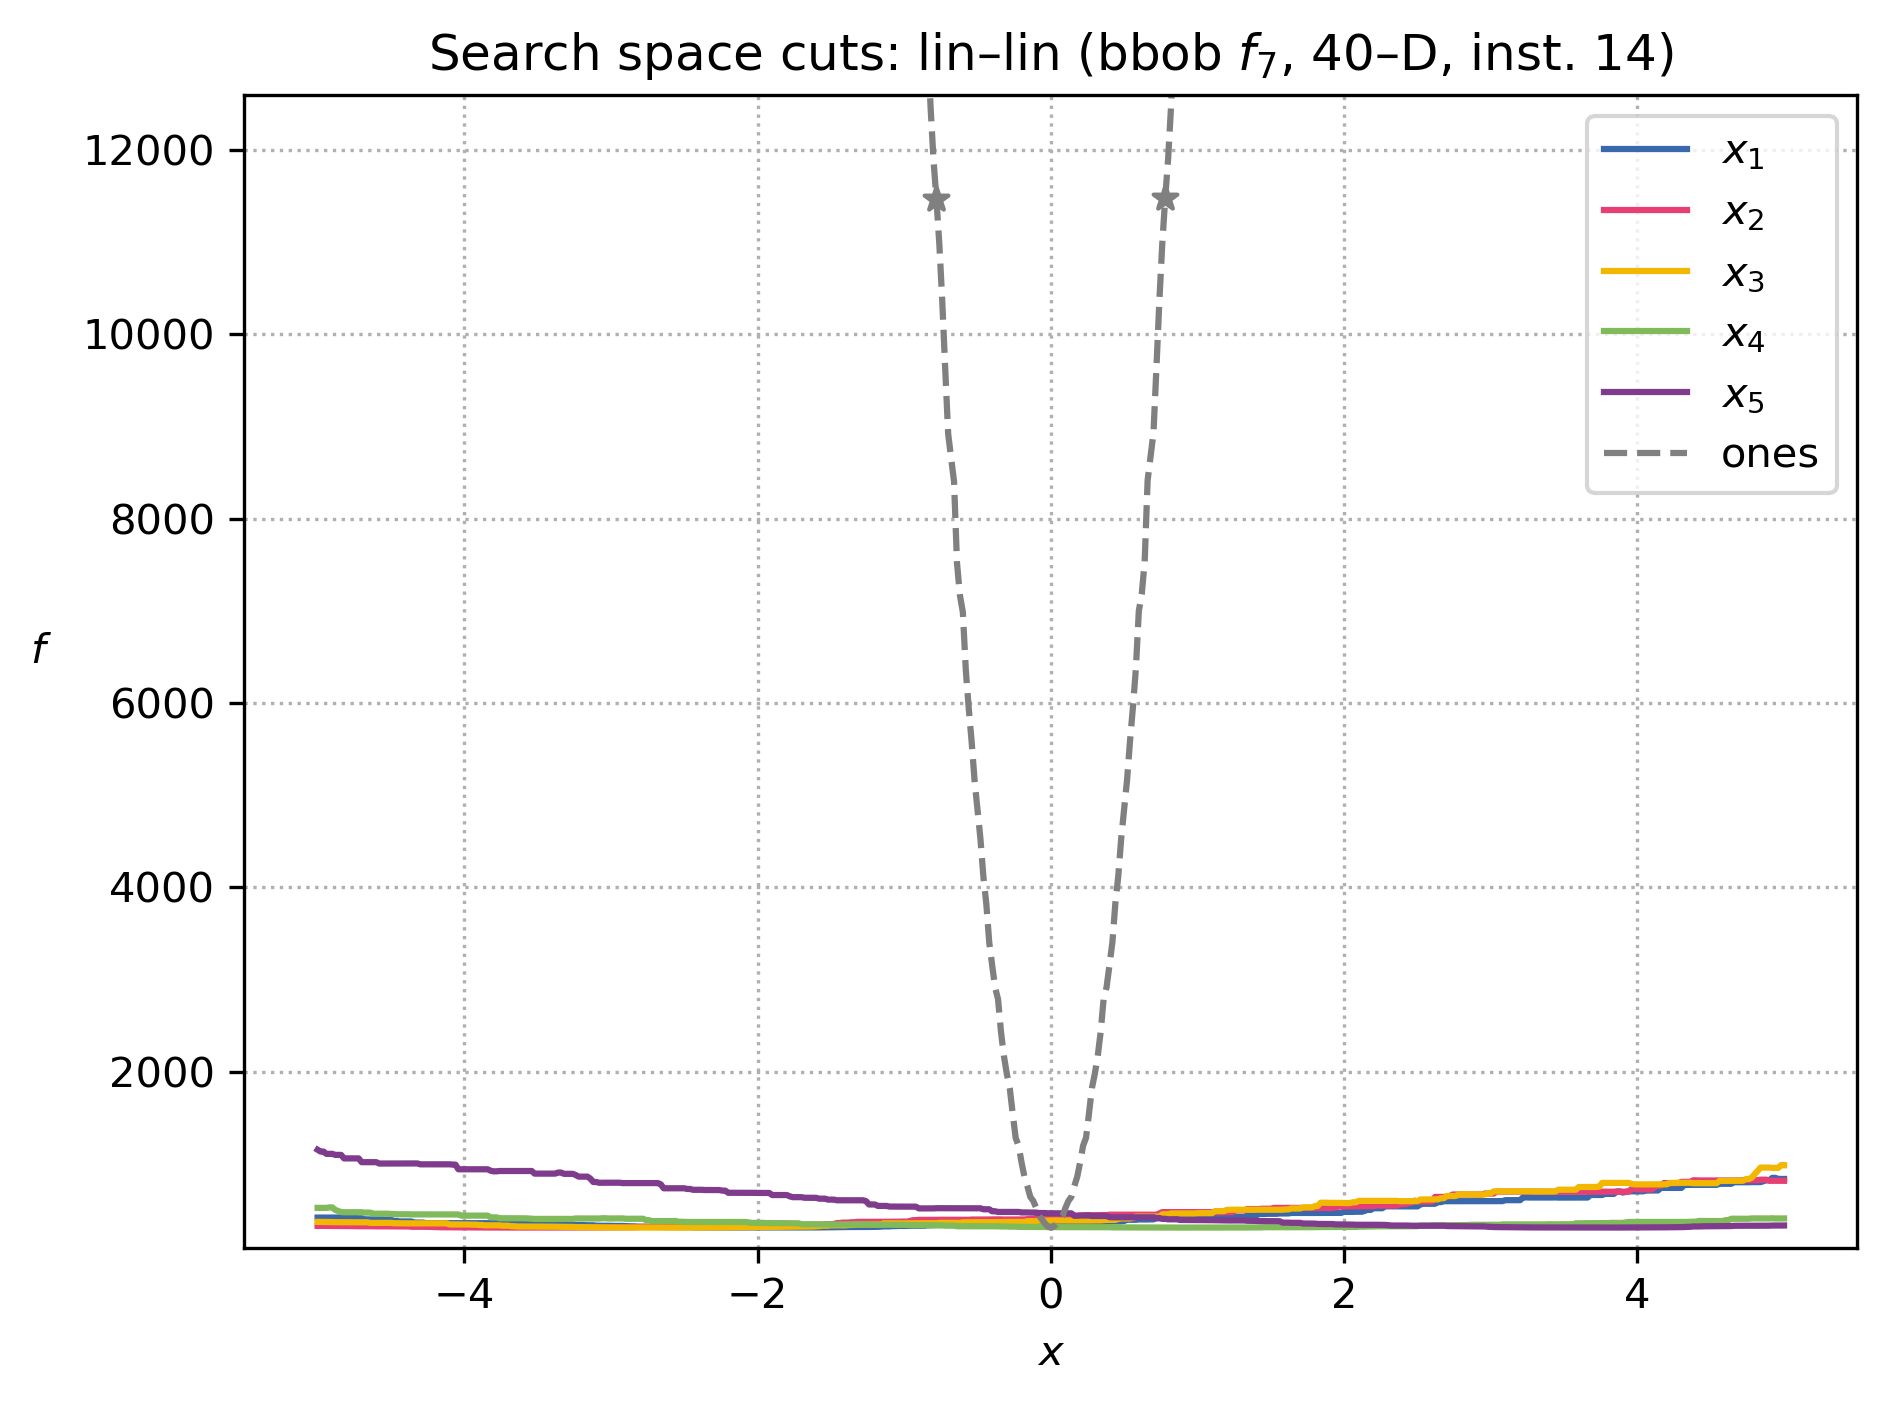 Search space cuts: lin–lin (bbob f₇, 40–D, inst. 14)
12000
10000
8000
6000
4000
2000
f
x₁
x₂
x₃
x₄
x₅
ones
−4
−2
0
2
4
x